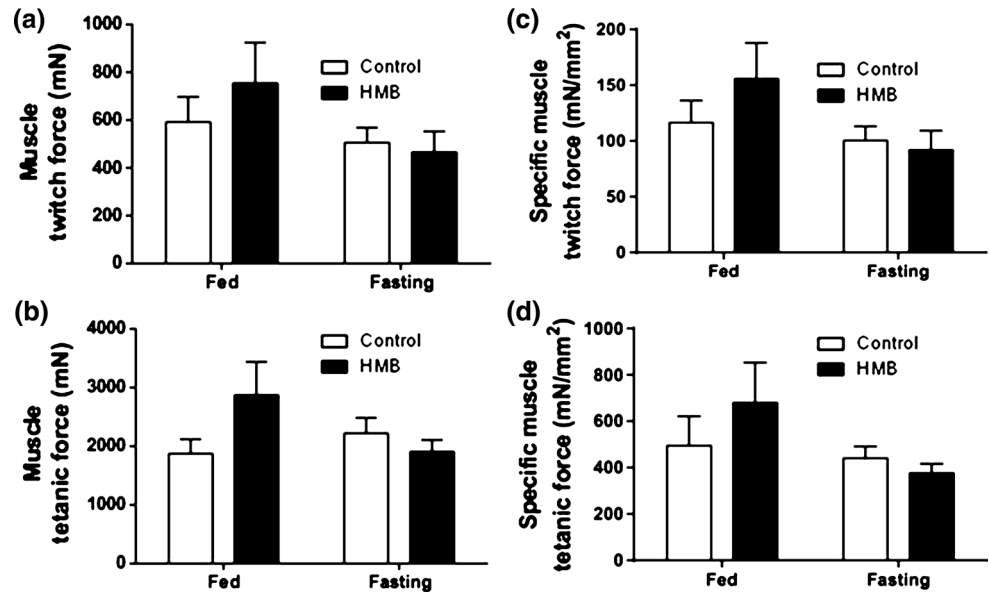 (a)
Muscle
twitch force (mN)
1000
800
600
400
200
0
Control
HMB
Fed
Fasting
(b)
Muscle
tetanic force (mN)
4000
3000
2000
1000
0
Control
HMB
Fed
Fasting
(c)
Specific muscle
twitch force (mN/mm²)
200
150
100
50
0
Control
HMB
Fed
Fasting
(d)
Specific muscle
tetanic force (mN/mm²)
1000
800
600
400
200
0
Control
HMB
Fed
Fasting